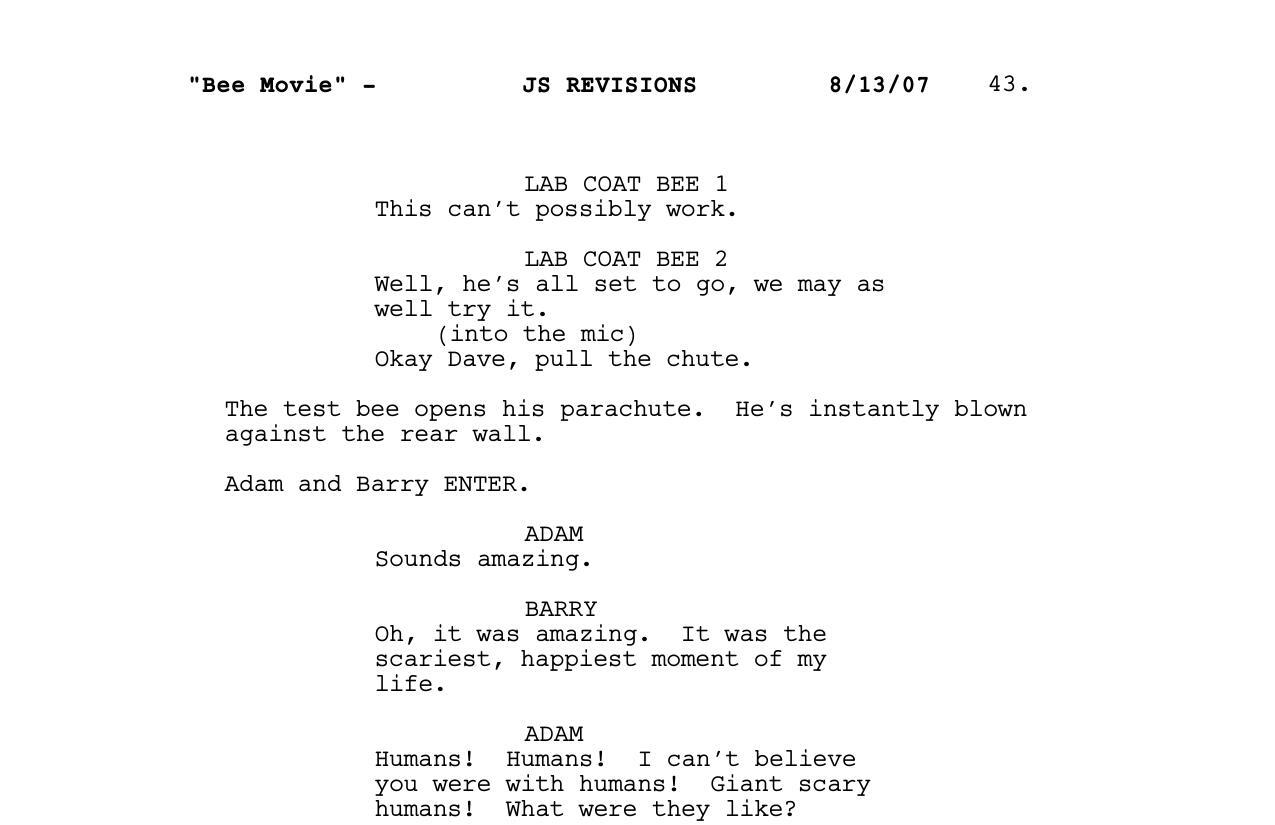 "Bee Movie" - JS REVISIONS 8/13/07 43.
LAB COAT BEE 1
This can't possibly work.
LAB COAT BEE 2
Well, he's all set to go, we may as
well try it.
(into the mic)
Okay Dave, pull the chute.
The test bee opens his parachute.  He's instantly blown
against the rear wall.
Adam and Barry ENTER.
ADAM
Sounds amazing.
BARRY
Oh, it was amazing.  It was the
scariest, happiest moment of my
life.
ADAM
Humans!  Humans!  I can't believe
you were with humans!  Giant scary
humans!  What were they like?